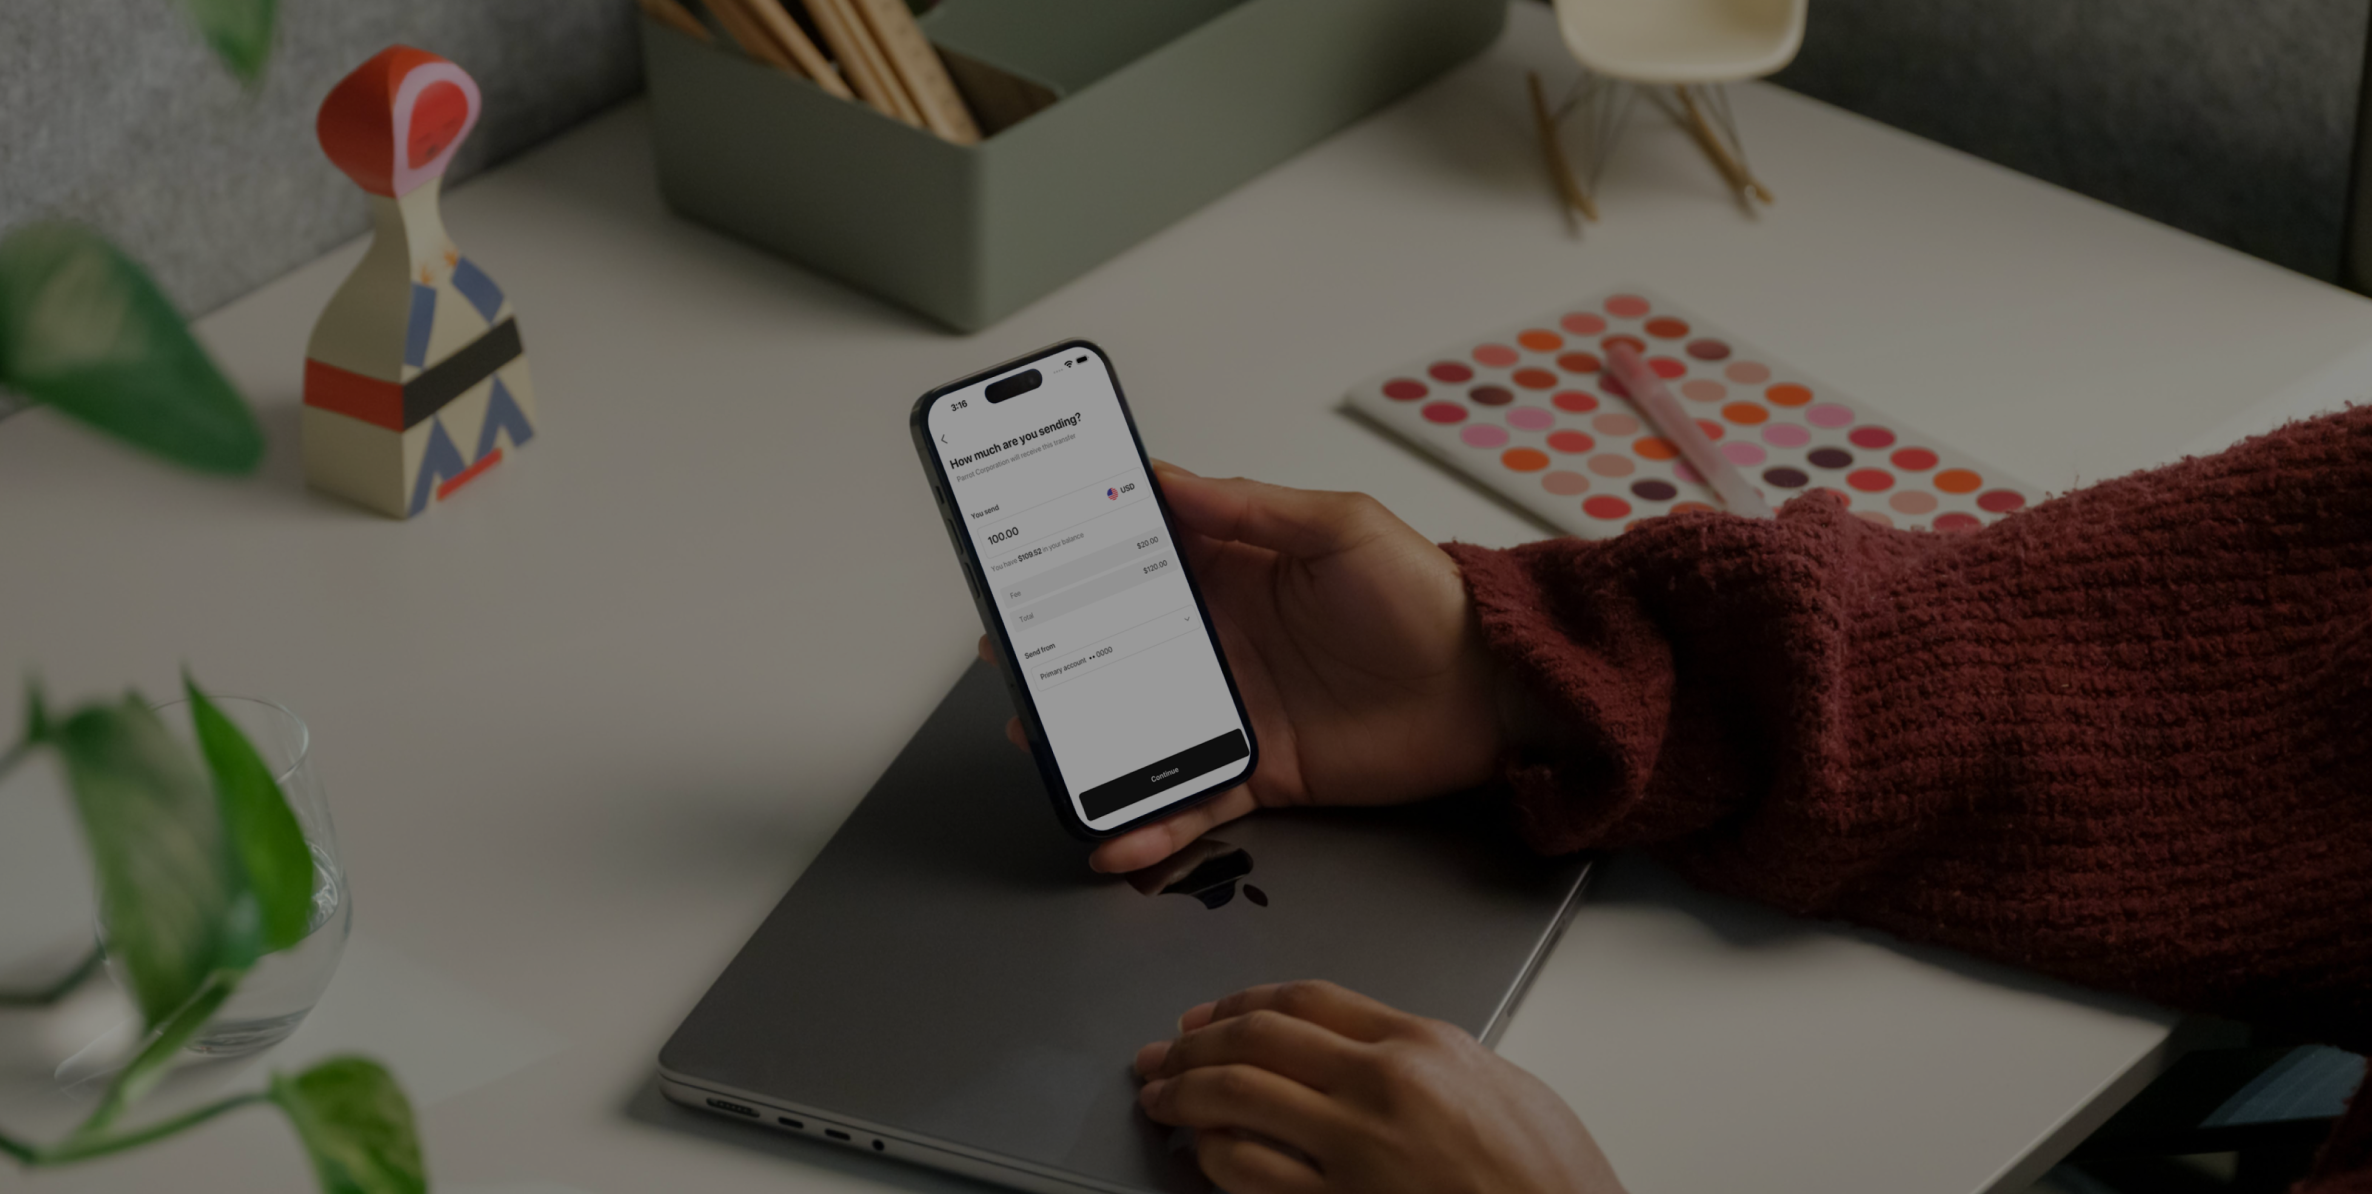 3:16
How much are you sending?
Parrot Corporation will receive this transfer
You send
100.00 USD
You have $109.52 in your balance
Fee $20.00
Total $120.00
Send from
Primary account •• 0000
Continue